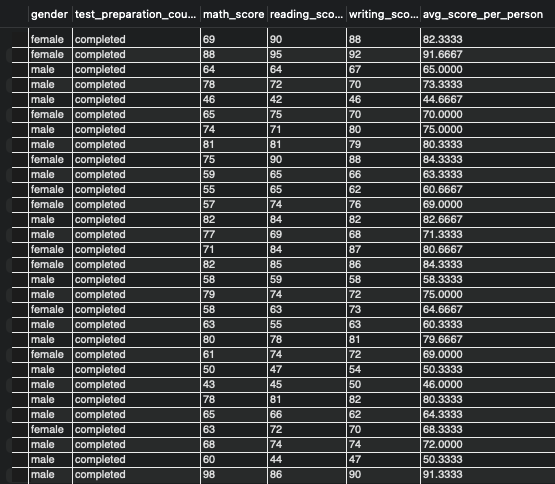 gender test_preparation_cou... math_score reading_sco... writing_sco... avg_score_per_person
female completed 69 90 88 82.3333
female completed 88 95 92 91.6667
male completed 64 64 67 65.0000
male completed 78 72 70 73.3333
male completed 46 42 46 44.6667
female completed 65 75 70 70.0000
male completed 74 71 80 75.0000
male completed 81 81 79 80.3333
female completed 75 90 88 84.3333
male completed 59 65 66 63.3333
female completed 55 65 62 60.6667
female completed 57 74 76 69.0000
male completed 82 84 82 82.6667
male completed 77 69 68 71.3333
female completed 71 84 87 80.6667
female completed 82 85 86 84.3333
male completed 58 59 58 58.3333
male completed 79 74 72 75.0000
female completed 58 63 73 64.6667
male completed 63 55 63 60.3333
male completed 80 78 81 79.6667
female completed 61 74 72 69.0000
male completed 50 47 54 50.3333
male completed 43 45 50 46.0000
male completed 78 81 82 80.3333
male completed 65 66 62 64.3333
female completed 63 72 70 68.3333
male completed 68 74 74 72.0000
male completed 60 44 47 50.3333
male completed 98 86 90 91.3333